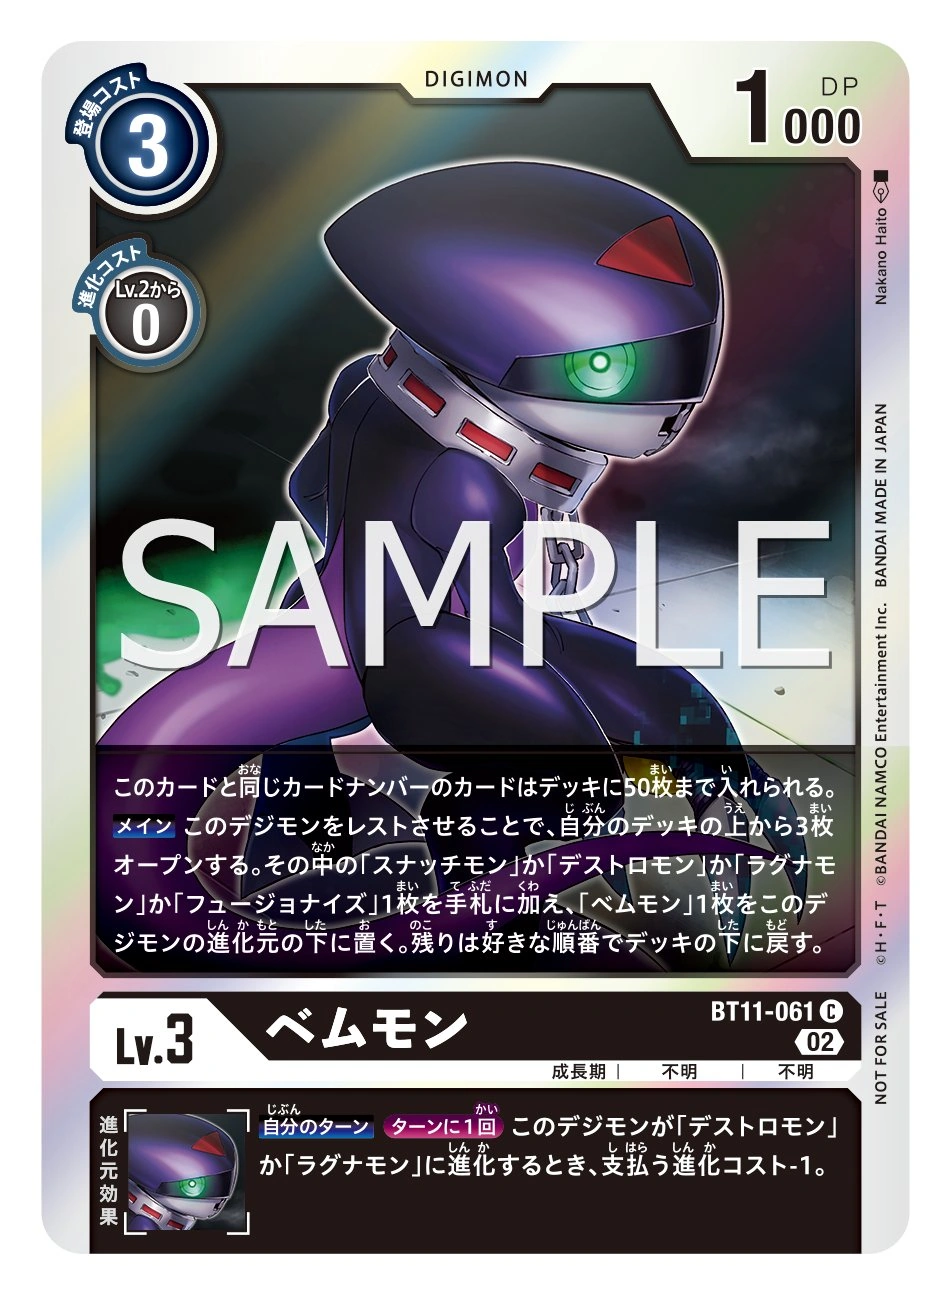 DIGIMON
登場コスト
3
1000
DP
進化コスト
Lv.2から
0
Nakano Haito
SAMPLE
このカードと同じカードナンバーのカードはデッキに50枚まで入れられる。
メイン このデジモンをレストさせることで、自分のデッキの上から3枚
オープンする。その中の「スナッチモン」か「デストロモン」か「ラグナモ
ン」か「フュージョナイズ」1枚を手札に加え、「ベムモン」1枚をこのデ
ジモンの進化元の下に置く。残りは好きな順番でデッキの下に戻す。
©H・F・T ©BANDAI NAMCO Entertainment Inc. BANDAI MADE IN JAPAN
NOT FOR SALE
Lv.3
ベムモン
BT11-061 C
02
成長期 | 不明 | 不明
進化元効果
自分のターン ターンに1回 このデジモンが「デストロモン」
か「ラグナモン」に進化するとき、支払う進化コスト-1。